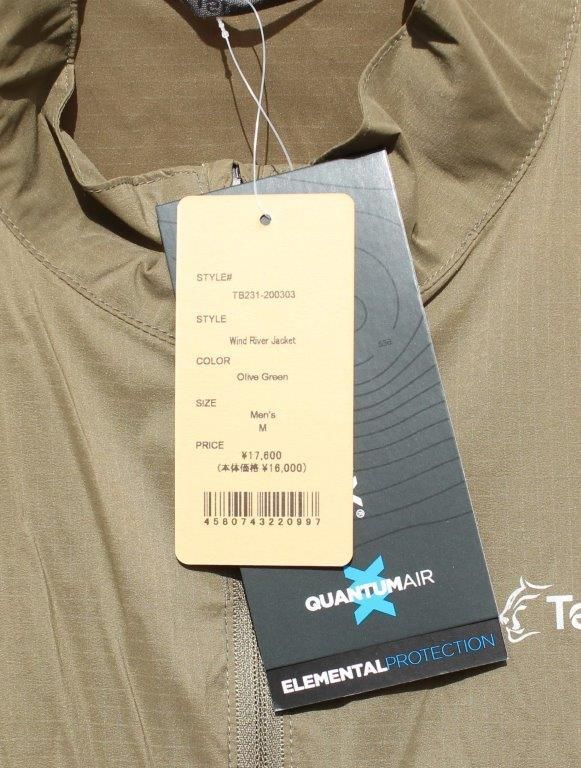 STYLE#
TB231-200303
STYLE
Wind River Jacket
COLOR
Olive Green
SIZE
Men's
M
PRICE
¥17,600
(本体価格 ¥16,000)
4580743220997
536
X®
QUANTUMAIR
ELEMENTALPROTECTION